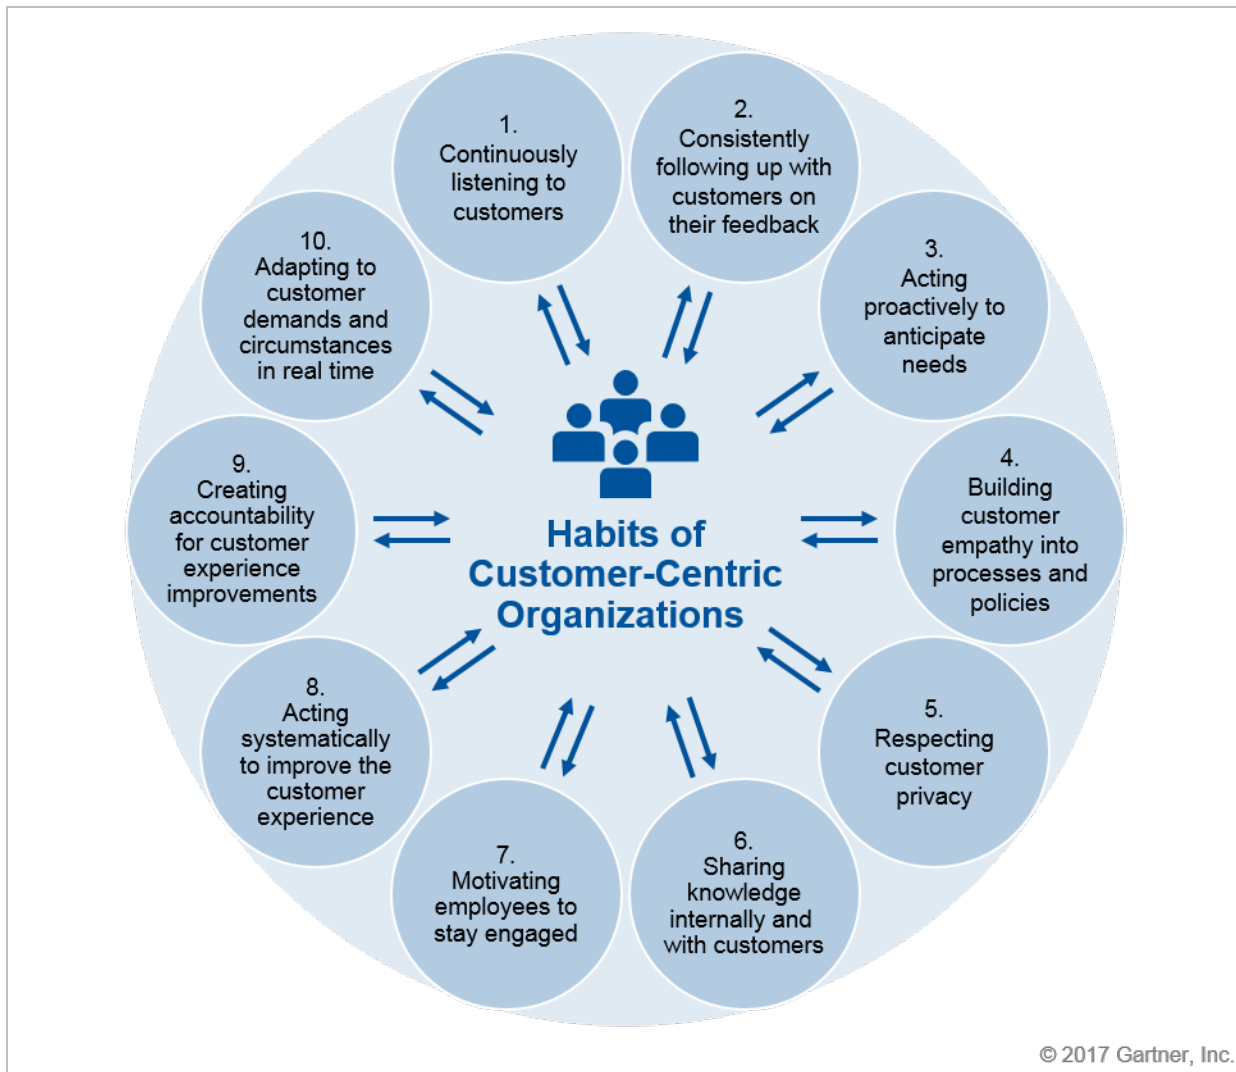 1.
Continuously
listening to
customers
2.
Consistently
following up with
customers on
their feedback
3.
Acting
proactively to
anticipate
needs
4.
Building
customer
empathy into
processes and
policies
5.
Respecting
customer
privacy
6.
Sharing
knowledge
internally and
with customers
7.
Motivating
employees to
stay engaged
8.
Acting
systematically
to improve the
customer
experience
9.
Creating
accountability
for customer
experience
improvements
10.
Adapting to
customer
demands and
circumstances
in real time
Habits of
Customer-Centric
Organizations
© 2017 Gartner, Inc.